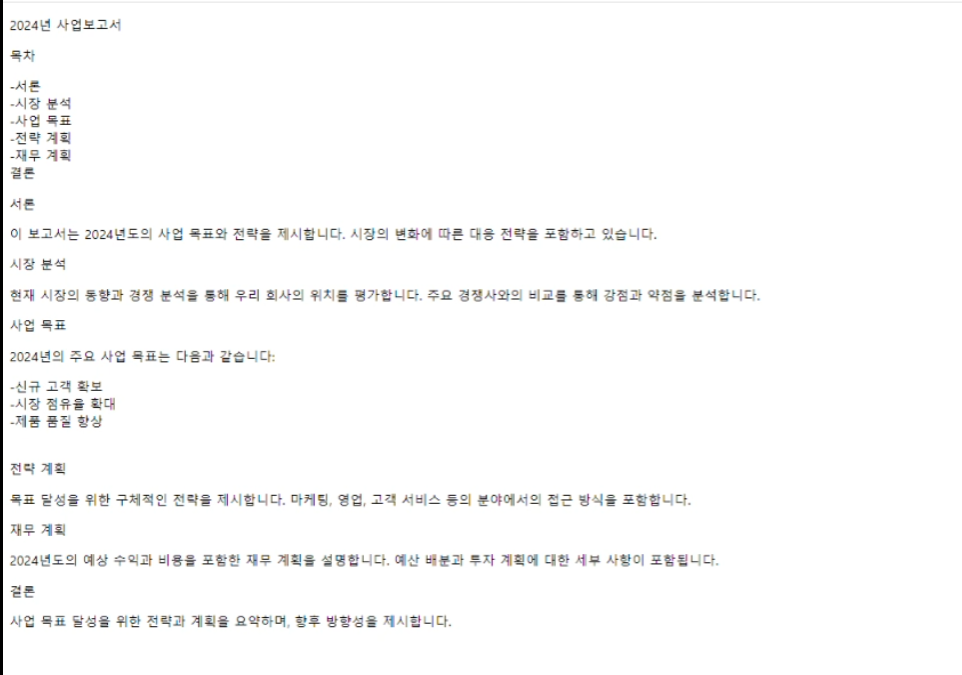 2024년 사업보고서
목차
-서론
-시장 분석
-사업 목표
-전략 계획
-재무 계획
결론
서론
이 보고서는 2024년도의 사업 목표와 전략을 제시합니다. 시장의 변화에 따른 대응 전략을 포함하고 있습니다.
시장 분석
현재 시장의 동향과 경쟁 분석을 통해 우리 회사의 위치를 평가합니다. 주요 경쟁사와의 비교를 통해 강점과 약점을 분석합니다.
사업 목표
2024년의 주요 사업 목표는 다음과 같습니다:
-신규 고객 확보
-시장 점유율 확대
-제품 품질 향상
전략 계획
목표 달성을 위한 구체적인 전략을 제시합니다. 마케팅, 영업, 고객 서비스 등의 분야에서의 접근 방식을 포함합니다.
재무 계획
2024년도의 예상 수익과 비용을 포함한 재무 계획을 설명합니다. 예산 배분과 투자 계획에 대한 세부 사항이 포함됩니다.
결론
사업 목표 달성을 위한 전략과 계획을 요약하며, 향후 방향성을 제시합니다.